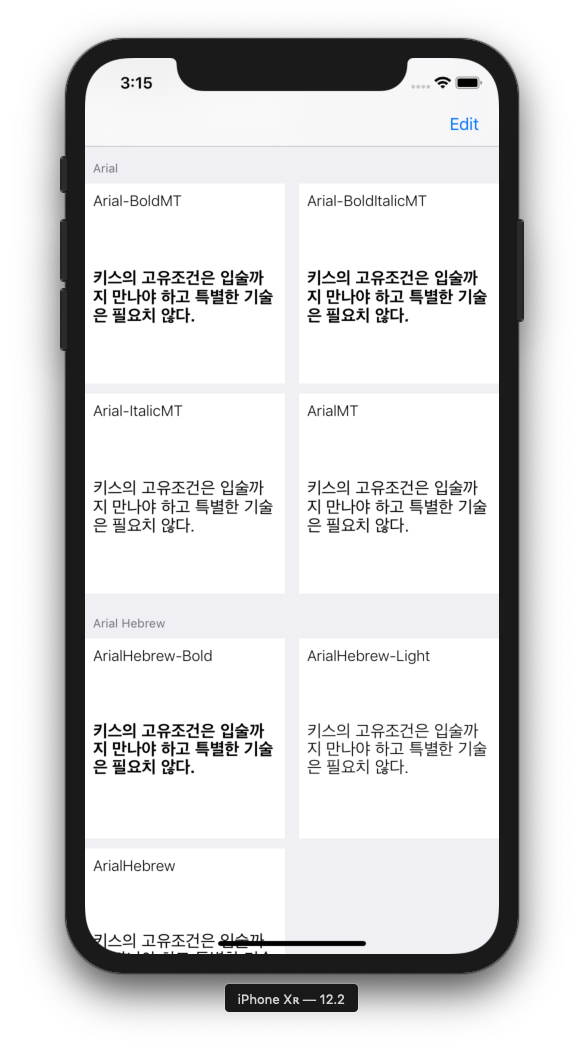 3:15
Edit
Arial
Arial-BoldMT
키스의 고유조건은 입술까
지 만나야 하고 특별한 기술
은 필요치 않다.
Arial-BoldItalicMT
키스의 고유조건은 입술까
지 만나야 하고 특별한 기술
은 필요치 않다.
Arial-ItalicMT
키스의 고유조건은 입술까
지 만나야 하고 특별한 기술
은 필요치 않다.
ArialMT
키스의 고유조건은 입술까
지 만나야 하고 특별한 기술
은 필요치 않다.
Arial Hebrew
ArialHebrew-Bold
키스의 고유조건은 입술까
지 만나야 하고 특별한 기술
은 필요치 않다.
ArialHebrew-Light
키스의 고유조건은 입술까
지 만나야 하고 특별한 기술
은 필요치 않다.
ArialHebrew
키스의 고유조건은 입술까
iPhone Xʀ — 12.2